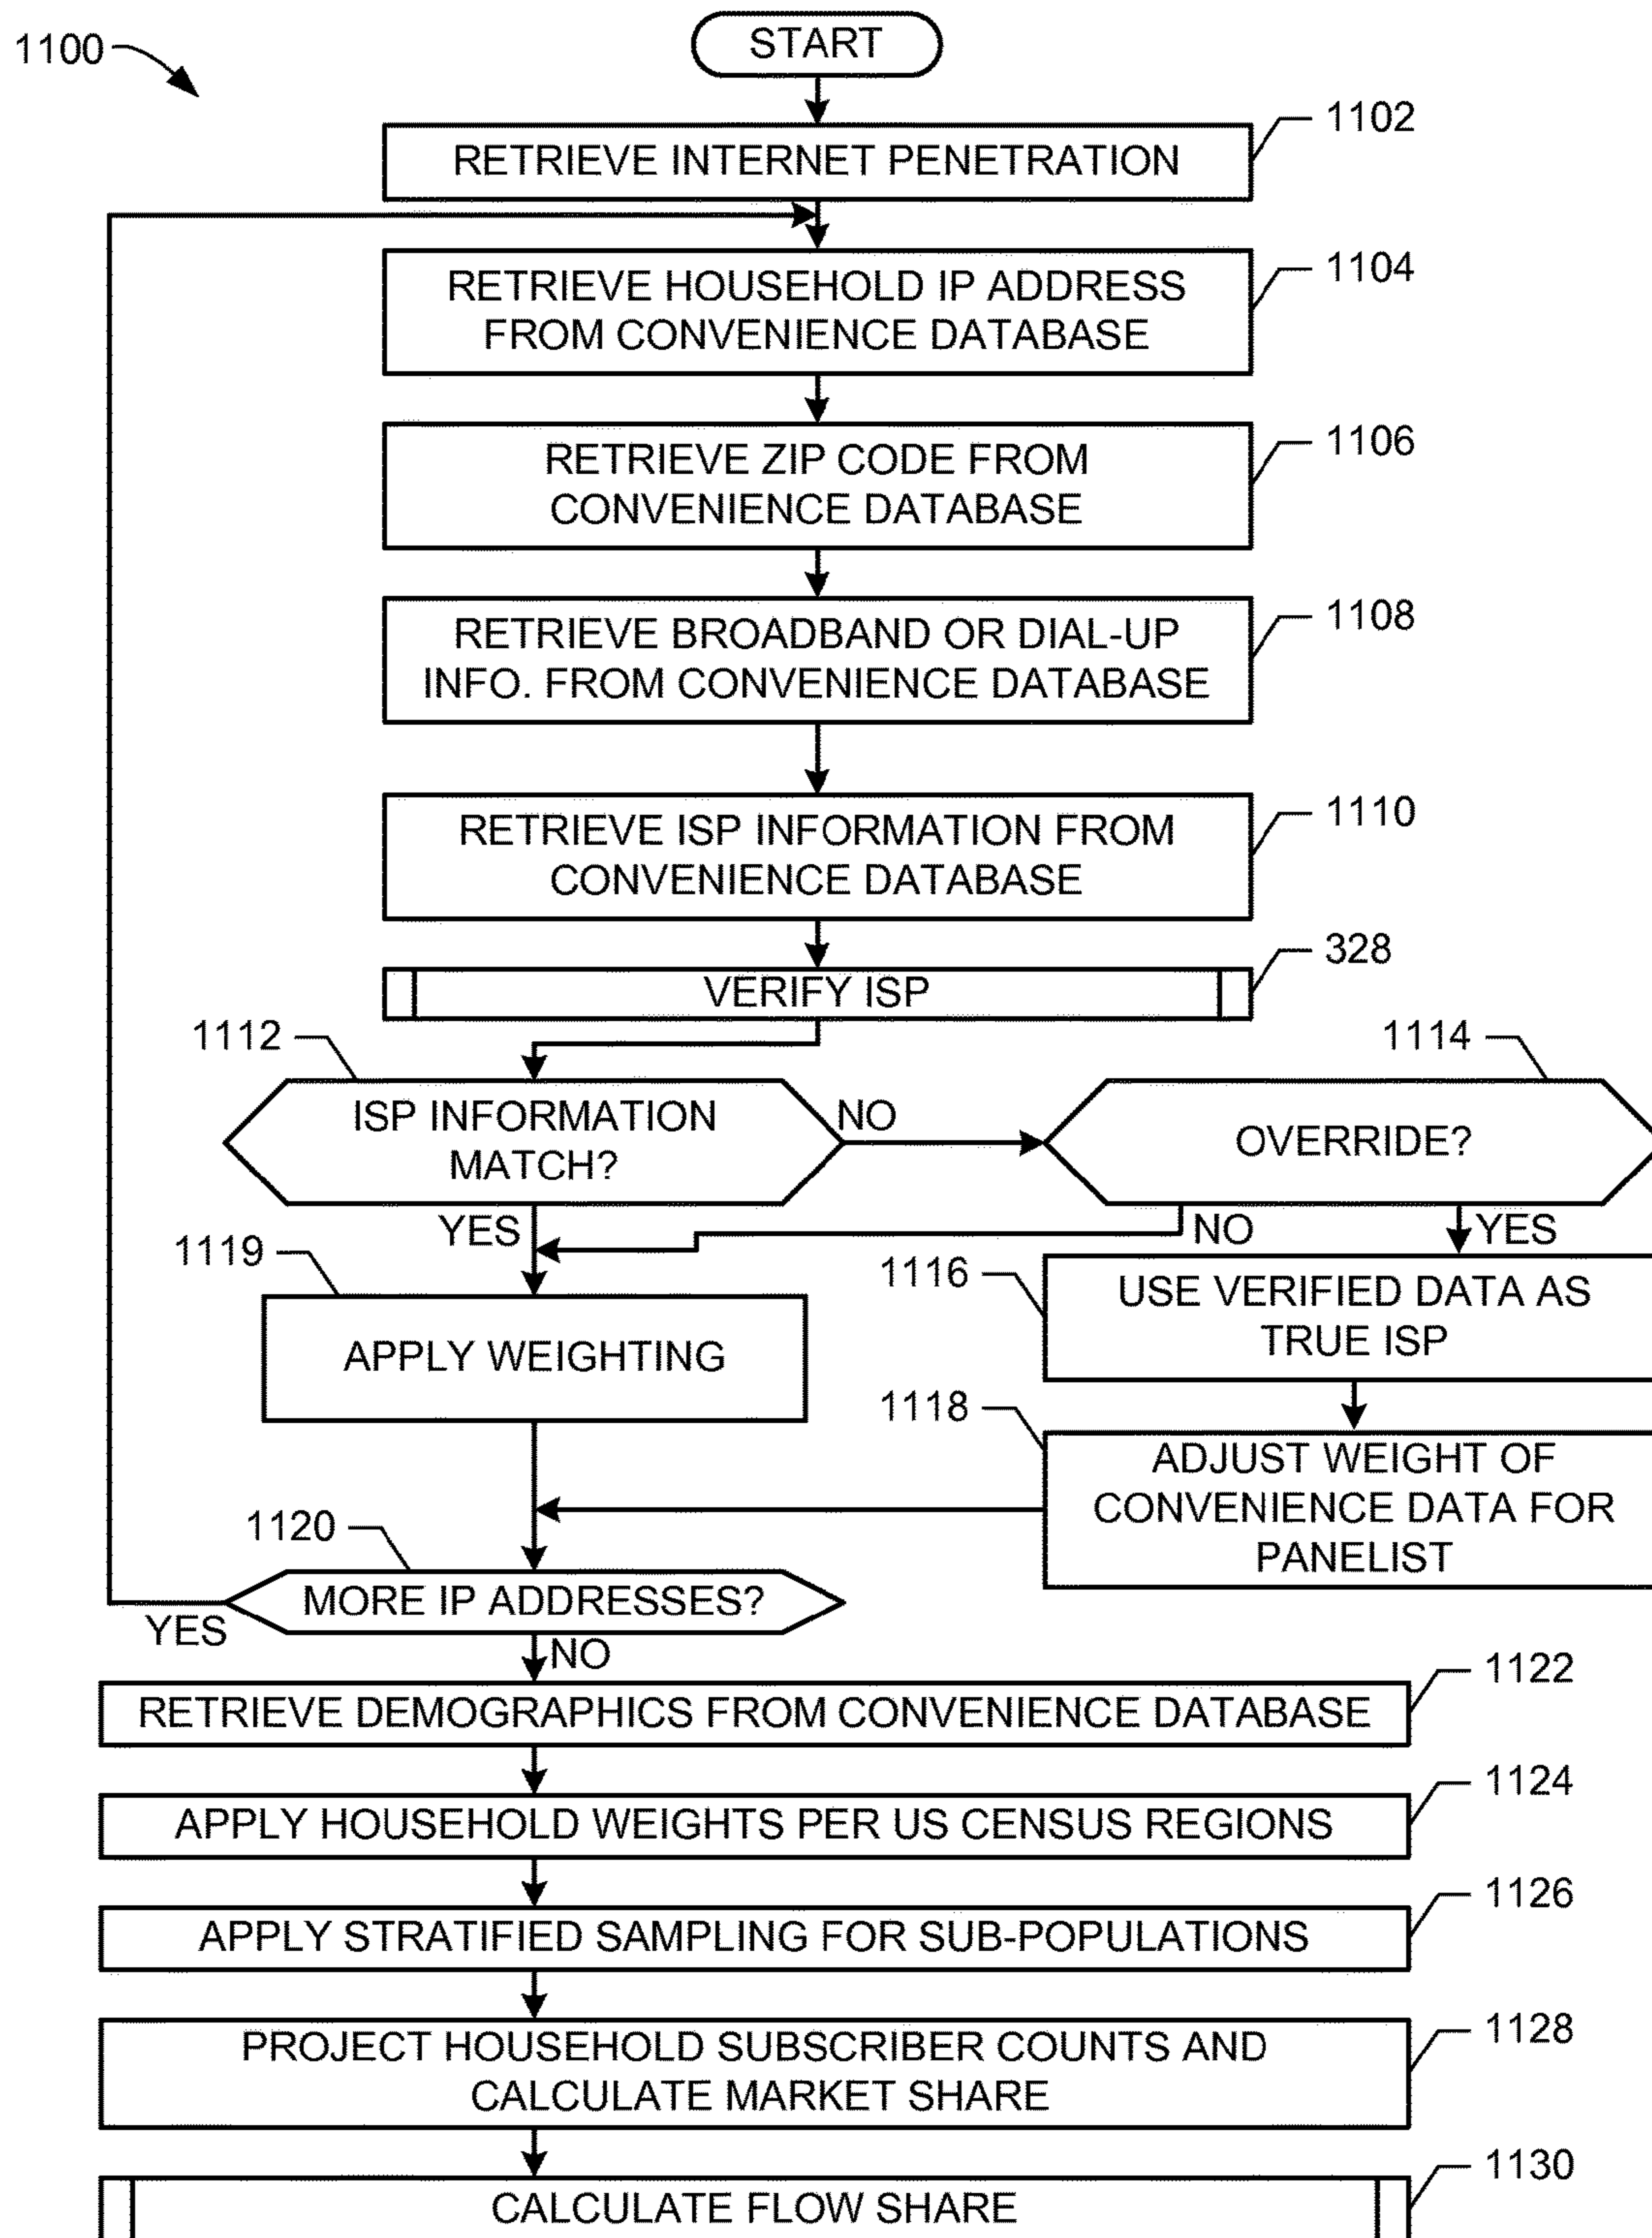 1100
START
1102
RETRIEVE INTERNET PENETRATION
1104
RETRIEVE HOUSEHOLD IP ADDRESS
FROM CONVENIENCE DATABASE
1106
RETRIEVE ZIP CODE FROM
CONVENIENCE DATABASE
1108
RETRIEVE BROADBAND OR DIAL-UP
INFO. FROM CONVENIENCE DATABASE
1110
RETRIEVE ISP INFORMATION FROM
CONVENIENCE DATABASE
328
VERIFY ISP
1112
ISP INFORMATION
MATCH?
NO
1114
OVERRIDE?
YES
NO
YES
1119
APPLY WEIGHTING
1116
USE VERIFIED DATA AS
TRUE ISP
1118
ADJUST WEIGHT OF
CONVENIENCE DATA FOR
PANELIST
1120
MORE IP ADDRESSES?
YES
NO
1122
RETRIEVE DEMOGRAPHICS FROM CONVENIENCE DATABASE
1124
APPLY HOUSEHOLD WEIGHTS PER US CENSUS REGIONS
1126
APPLY STRATIFIED SAMPLING FOR SUB-POPULATIONS
1128
PROJECT HOUSEHOLD SUBSCRIBER COUNTS AND
CALCULATE MARKET SHARE
1130
CALCULATE FLOW SHARE